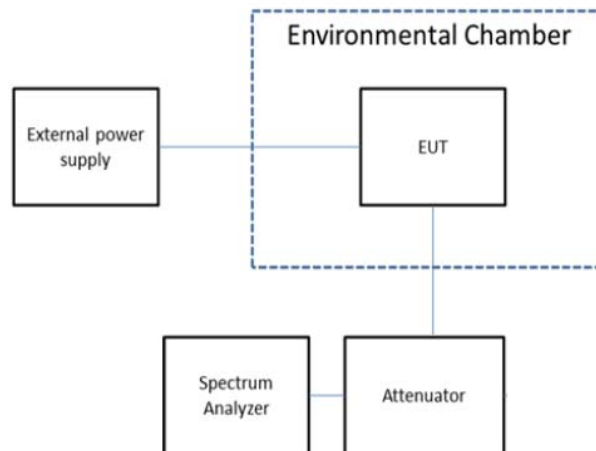 Environmental Chamber
External power
supply
EUT
Spectrum
Analyzer
Attenuator